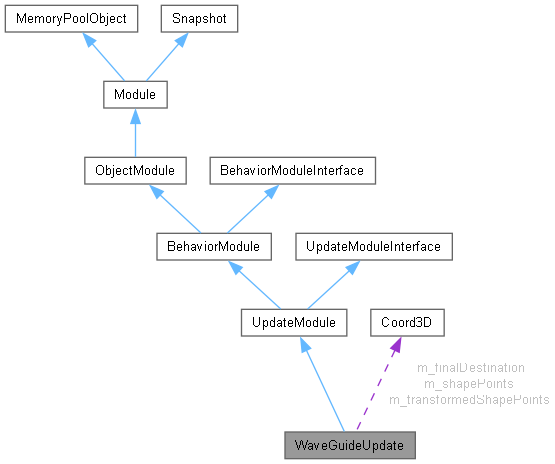 MemoryPoolObject
Snapshot
Module
ObjectModule
BehaviorModuleInterface
BehaviorModule
UpdateModuleInterface
UpdateModule
Coord3D
m_finalDestination
m_shapePoints
m_transformedShapePoints
WaveGuideUpdate